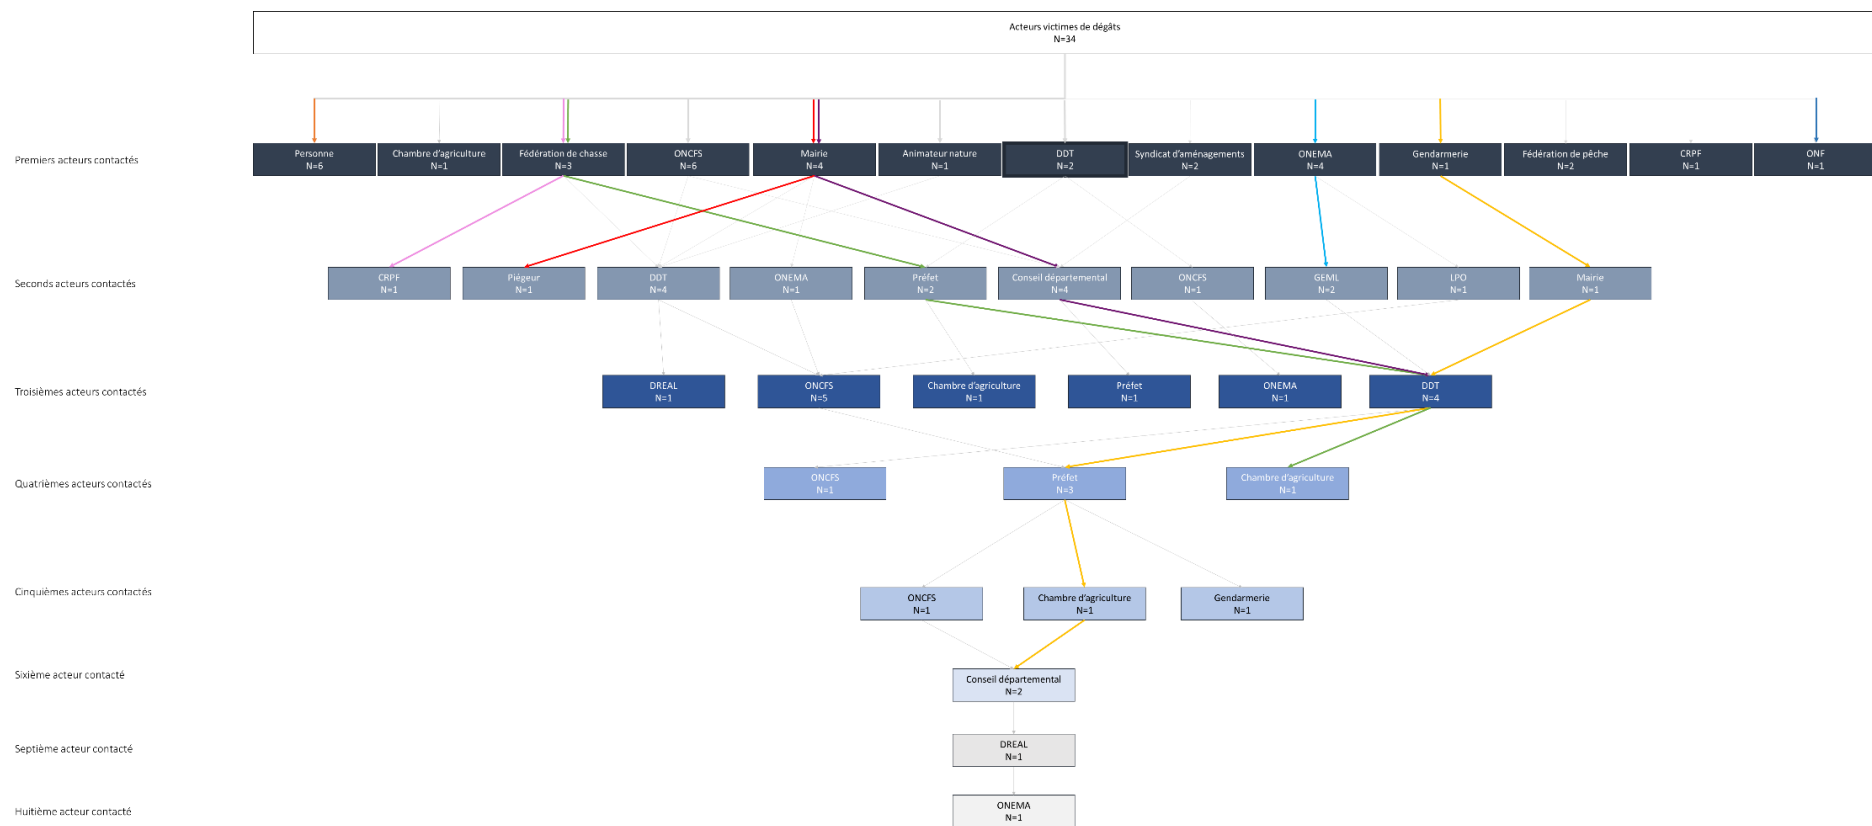 Acteurs victimes de dégâts
N=34
Premiers acteurs contactés
Personne
N=6
Chambre d'agriculture
N=1
Fédération de chasse
N=3
ONCFS
N=6
Mairie
N=4
Animateur nature
N=1
DDT
N=2
Syndicat d'aménagements
N=2
ONEMA
N=4
Gendarmerie
N=1
Fédération de pêche
N=2
CRPF
N=1
ONF
N=1
Seconds acteurs contactés
CRPF
N=1
Piégeur
N=1
DDT
N=4
ONEMA
N=1
Préfet
N=2
Conseil départemental
N=4
ONCFS
N=1
GEML
N=2
LPO
N=1
Mairie
N=1
Troisièmes acteurs contactés
DREAL
N=1
ONCFS
N=5
Chambre d'agriculture
N=1
Préfet
N=1
ONEMA
N=1
DDT
N=4
Quatrièmes acteurs contactés
ONCFS
N=1
Préfet
N=3
Chambre d'agriculture
N=1
Cinquièmes acteurs contactés
ONCFS
N=1
Chambre d'agriculture
N=1
Gendarmerie
N=1
Sixième acteur contacté
Conseil départemental
N=2
Septième acteur contacté
DREAL
N=1
Huitième acteur contacté
ONEMA
N=1